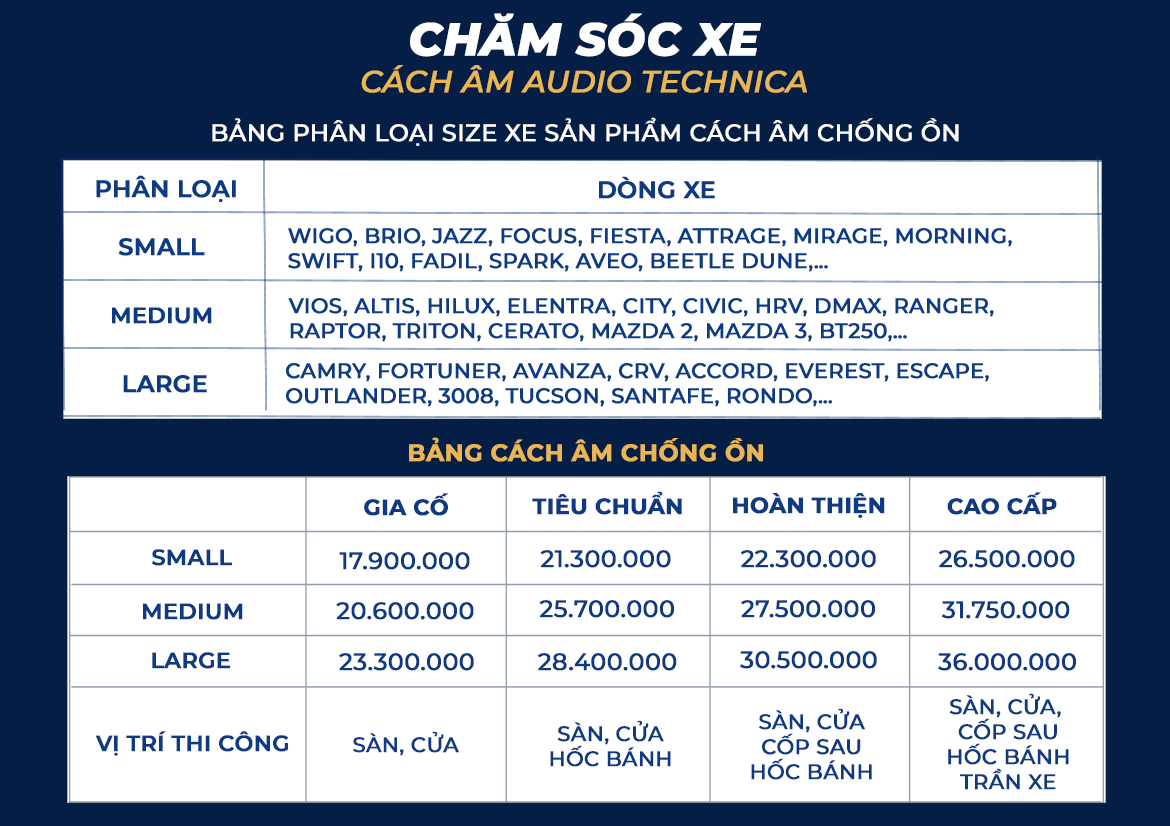 CHĂM SÓC XE
CÁCH ÂM AUDIO TECHNICA
BẢNG PHÂN LOẠI SIZE XE SẢN PHẨM CÁCH ÂM CHỐNG ỒN
PHÂN LOẠI DÒNG XE
SMALL
WIGO, BRIO, JAZZ, FOCUS, FIESTA, ATTRAGE, MIRAGE, MORNING,
SWIFT, I10, FADIL, SPARK, AVEO, BEETLE DUNE,...
MEDIUM
VIOS, ALTIS, HILUX, ELENTRA, CITY, CIVIC, HRV, DMAX, RANGER,
RAPTOR, TRITON, CERATO, MAZDA 2, MAZDA 3, BT250,...
LARGE
CAMRY, FORTUNER, AVANZA, CRV, ACCORD, EVEREST, ESCAPE,
OUTLANDER, 3008, TUCSON, SANTAFE, RONDO,...
BẢNG CÁCH ÂM CHỐNG ỒN
GIA CỐ TIÊU CHUẨN HOÀN THIỆN CAO CẤP
SMALL 17.900.000 21.300.000 22.300.000 26.500.000
MEDIUM 20.600.000 25.700.000 27.500.000 31.750.000
LARGE 23.300.000 28.400.000 30.500.000 36.000.000
VỊ TRÍ THI CÔNG
SÀN, CỬA
SÀN, CỬA
HỐC BÁNH
SÀN, CỬA
CỐP SAU
HỐC BÁNH
SÀN, CỬA,
CỐP SAU
HỐC BÁNH
TRẦN XE